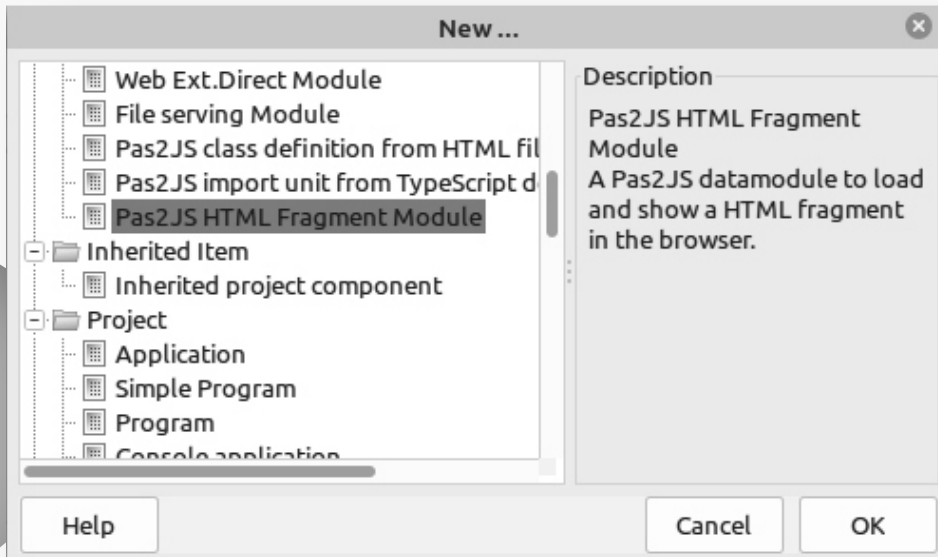 New ...
Web Ext.Direct Module
File serving Module
Pas2JS class definition from HTML fil
Pas2JS import unit from TypeScript d
Pas2JS HTML Fragment Module
Inherited Item
Inherited project component
Project
Application
Simple Program
Program
Console application
Description
Pas2JS HTML Fragment
Module
A Pas2JS datamodule to load
and show a HTML fragment
in the browser.
Help
Cancel
OK